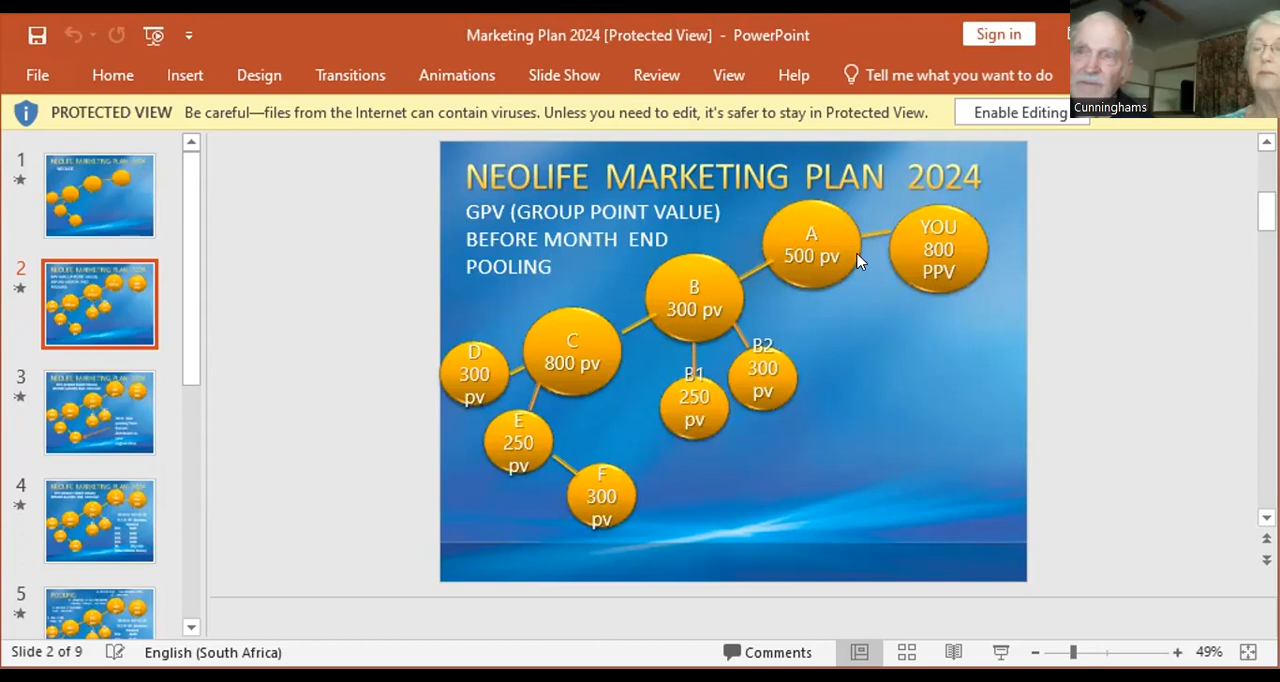 Marketing Plan 2024 [Protected View] - PowerPoint
Sign in
File Home Insert Design Transitions Animations Slide Show Review View Help Tell me what you want to do
Cunninghams
PROTECTED VIEW Be careful—files from the Internet can contain viruses. Unless you need to edit, it's safer to stay in Protected View. Enable Editing
1
2
3
4
5
NEOLIFE MARKETING PLAN 2024
GPV (GROUP POINT VALUE)
BEFORE MONTH END
POOLING
YOU
800
PPV
A
500 pv
B
300 pv
C
800 pv
D
300
pv
B1
250
pv
B2
300
pv
E
250
pv
F
300
pv
Slide 2 of 9 English (South Africa) Comments 49%